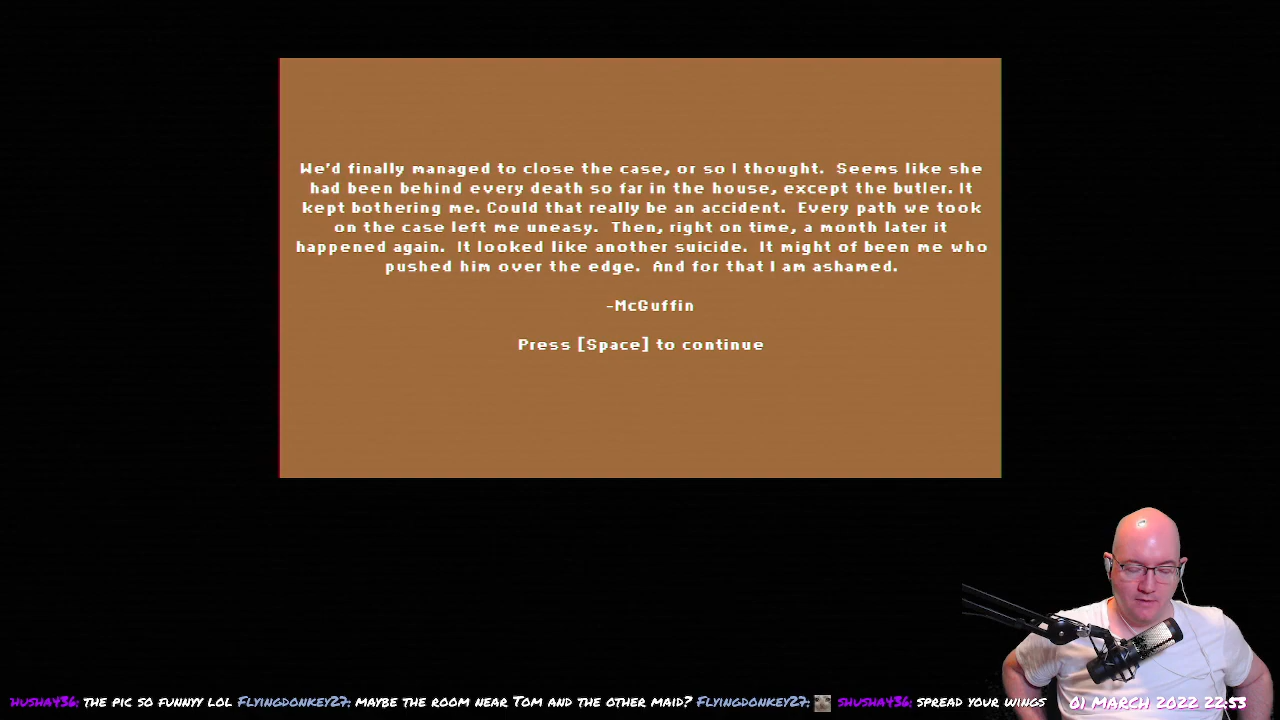 We'd finally managed to close the case, or so I thought.  Seems like she
had been behind every death so far in the house, except the butler. It
kept bothering me. Could that really be an accident.  Every path we took
on the case left me uneasy.  Then, right on time, a month later it
happened again.  It looked like another suicide.  It might of been me who
pushed him over the edge.  And for that I am ashamed.
-McGuffin
Press [Space] to continue
husha436: the pic so funnyy lol Flyingdonkey27: maybe the room near Tom and the other maid? Flyingdonkey27: shusha436: spread your wings
01 March 2022 22:53